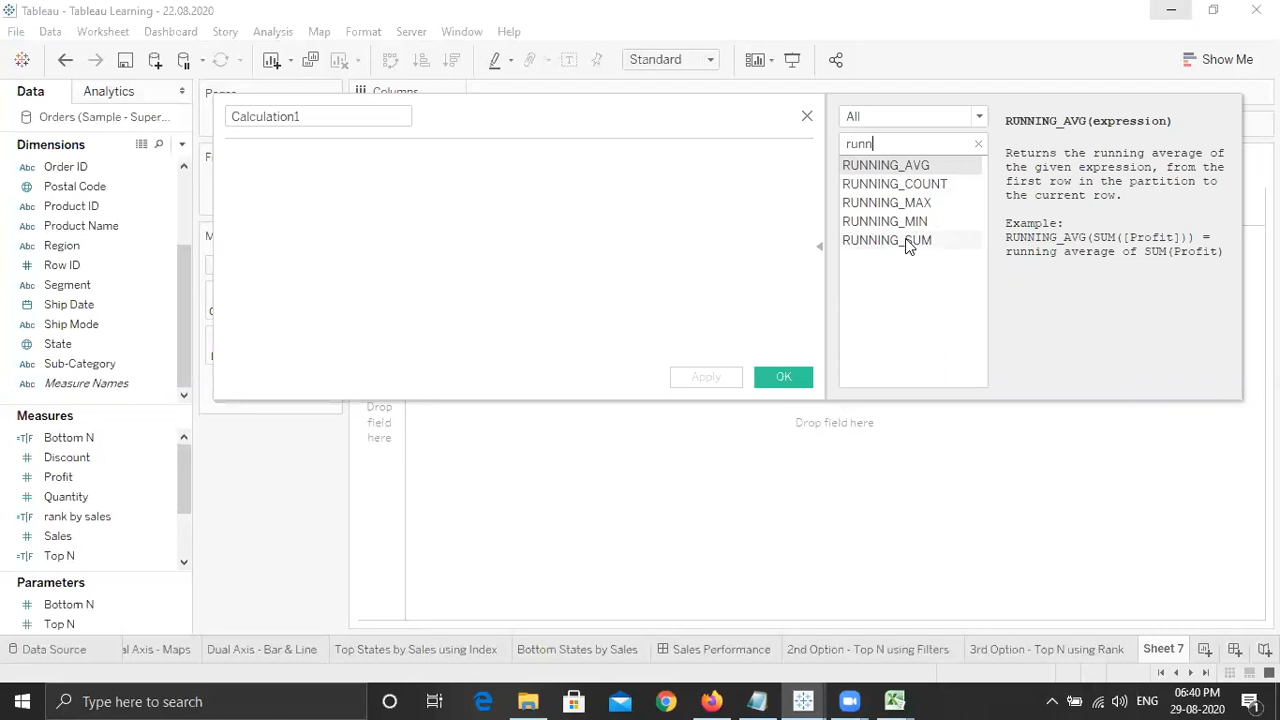 Tableau - Tableau Learning - 22.08.2020
File Data Worksheet Dashboard Story Analysis Map Format Server Window Help
Standard
Show Me
Data Analytics
Pages
Columns
Orders (Sample - Super...
Dimensions
Order ID
Postal Code
Product ID
Product Name
Region
Row ID
Segment
Ship Date
Ship Mode
State
Sub-Category
Measure Names
Measures
Bottom N
Discount
Profit
Quantity
rank by sales
Sales
Top N
Parameters
Bottom N
Top N
Calculation1
Apply
OK
All
runn
RUNNING_AVG
RUNNING_COUNT
RUNNING_MAX
RUNNING_MIN
RUNNING_SUM
RUNNING_AVG(expression)
Returns the running average of
the given expression, from the
first row in the partition to
the current row.
Example:
RUNNING_AVG(SUM([Profit])) =
running average of SUM(Profit)
Drop
field
here
Drop field here
Data Source
al Axis - Maps
Dual Axis - Bar & Line
Top States by Sales using Index
Bottom States by Sales
Sales Performance
2nd Option - Top N using Filters
3rd Option - Top N using Rank
Sheet 7
Type here to search
ENG
06:40 PM
29-08-2020